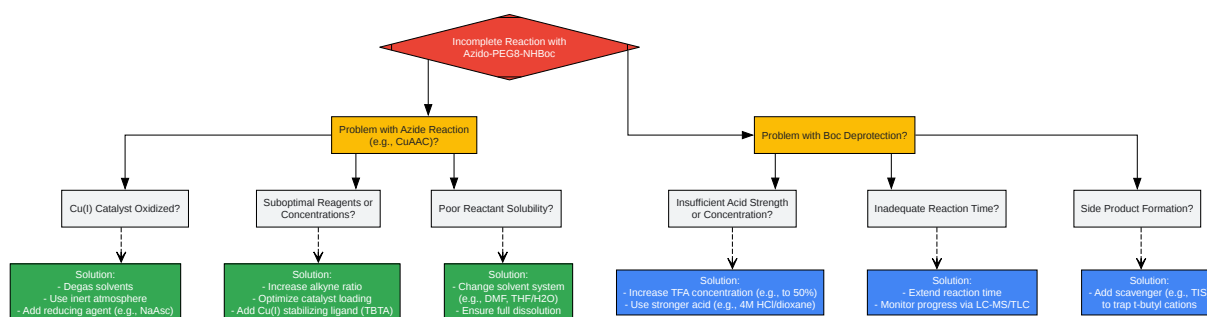 Incomplete Reaction with
Azido-PEG8-NHBoc
Problem with Azide Reaction
(e.g., CuAAC)?
Problem with Boc Deprotection?
Cu(I) Catalyst Oxidized?
Suboptimal Reagents or
Concentrations?
Poor Reactant Solubility?
Insufficient Acid Strength
or Concentration?
Inadequate Reaction Time?
Side Product Formation?
Solution:
- Degas solvents
- Use inert atmosphere
- Add reducing agent (e.g., NaAsc)
Solution:
- Increase alkyne ratio
- Optimize catalyst loading
- Add Cu(I) stabilizing ligand (TBTA)
Solution:
- Change solvent system
(e.g., DMF, THF/H2O)
- Ensure full dissolution
Solution:
- Increase TFA concentration (e.g., to 50%)
- Use stronger acid (e.g., 4M HCl/dioxane)
Solution:
- Extend reaction time
- Monitor progress via LC-MS/TLC
Solution:
- Add scavenger (e.g., TIS)
to trap t-butyl cations